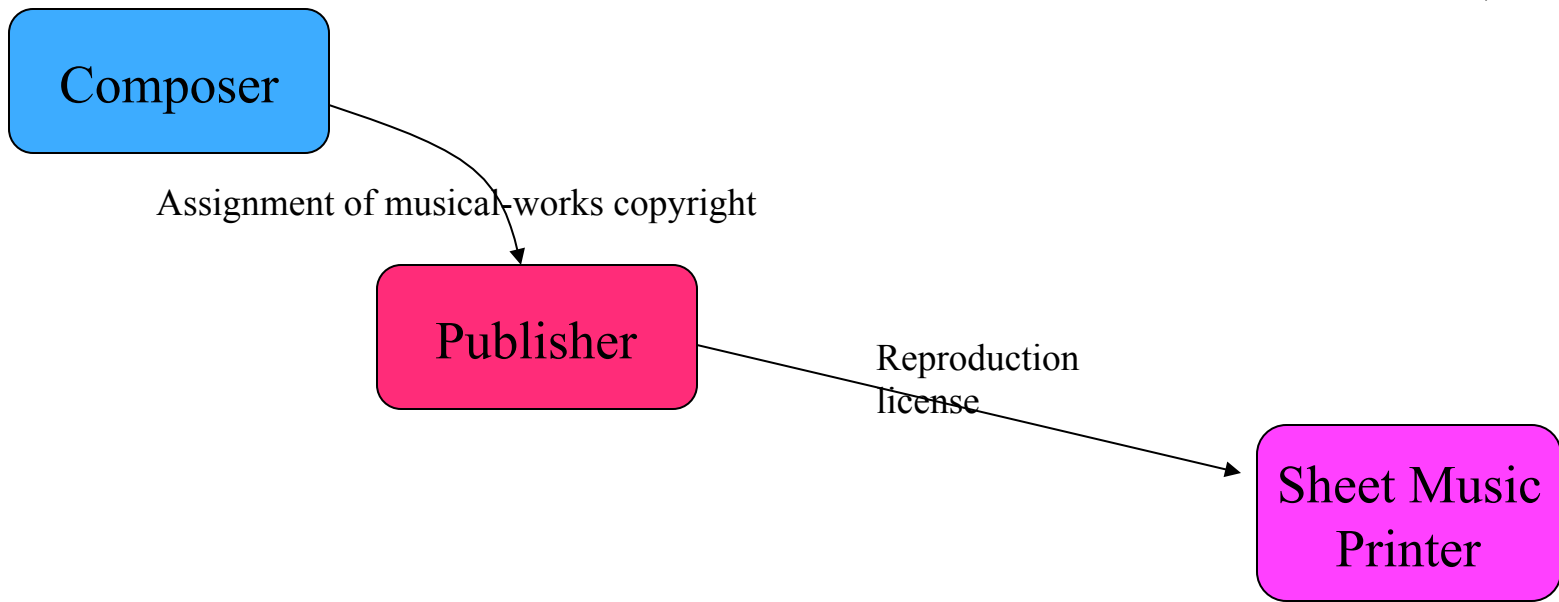 Composer
Assignment of musical-works copyright
Publisher
Reproduction
license
Sheet Music
Printer